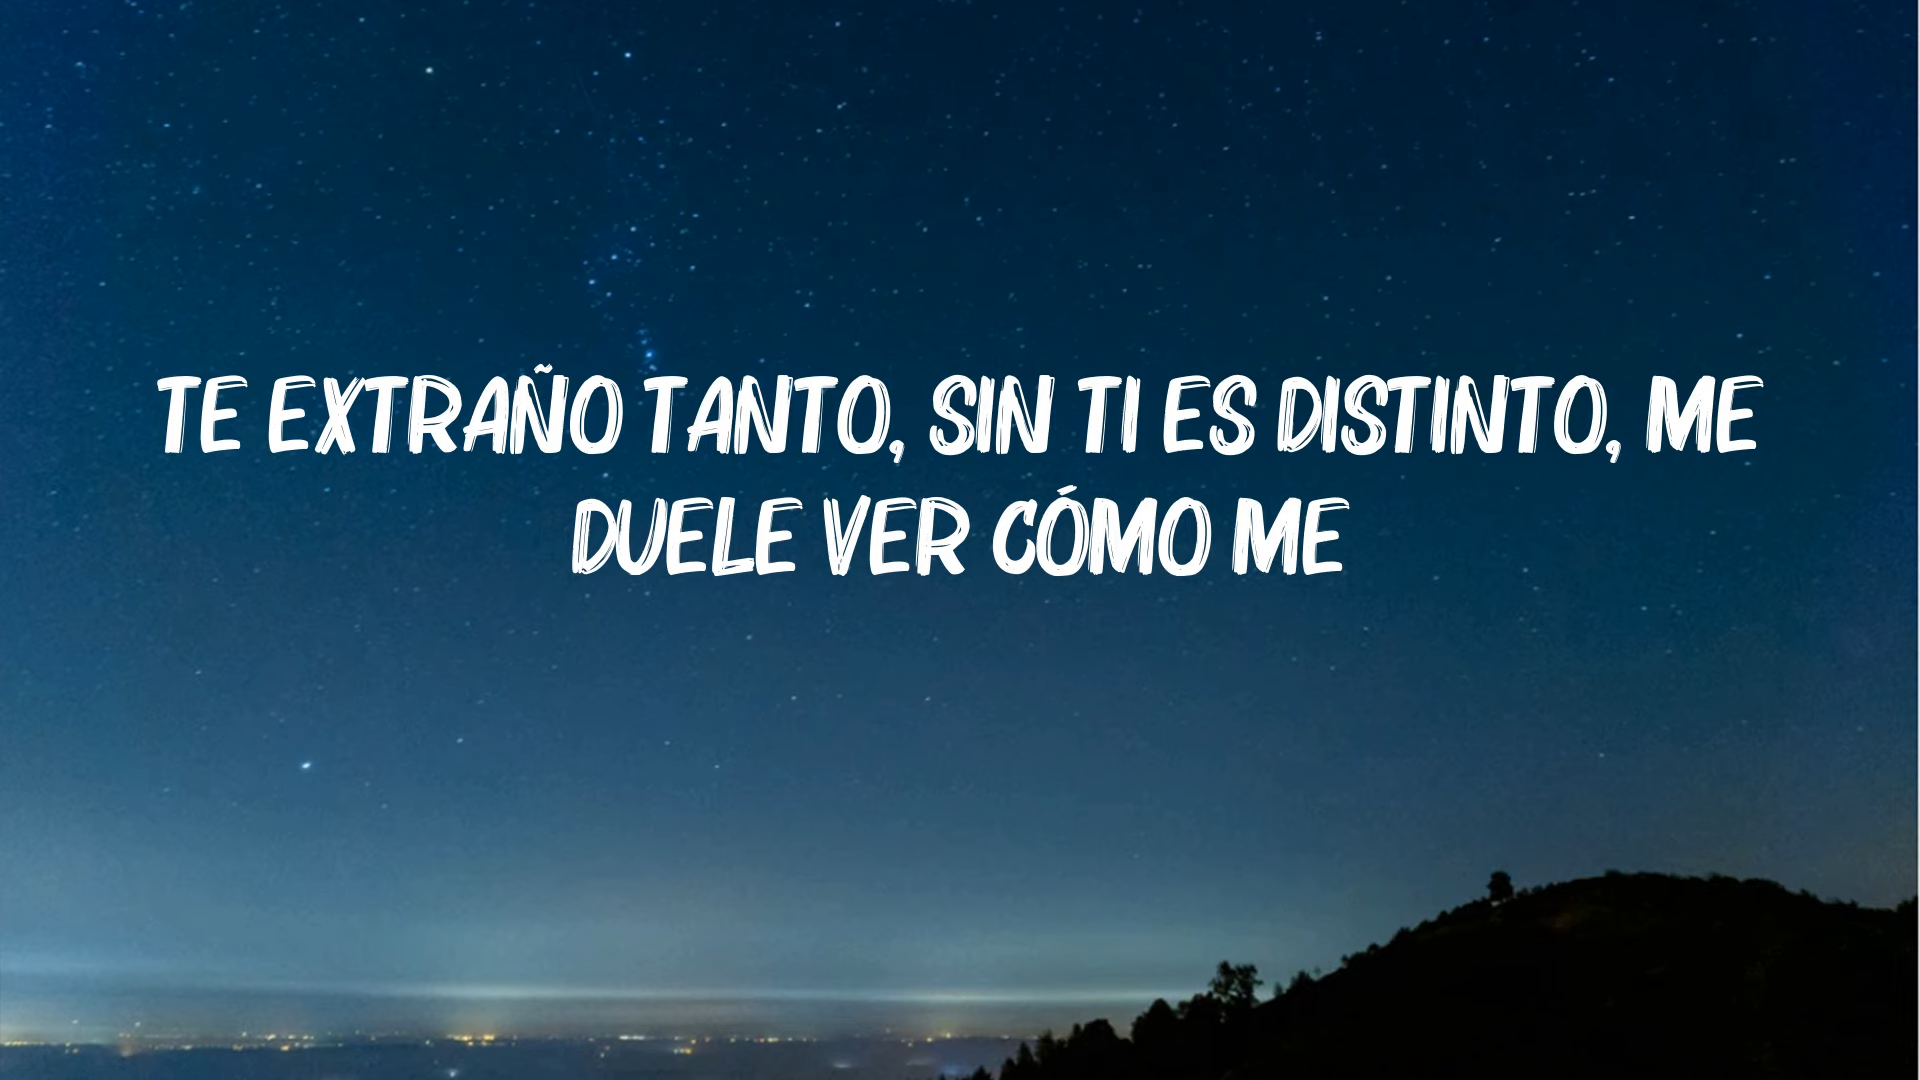 TE EXTRAÑO TANTO, SIN TI ES DISTINTO, ME
DUELE VER CÓMO ME